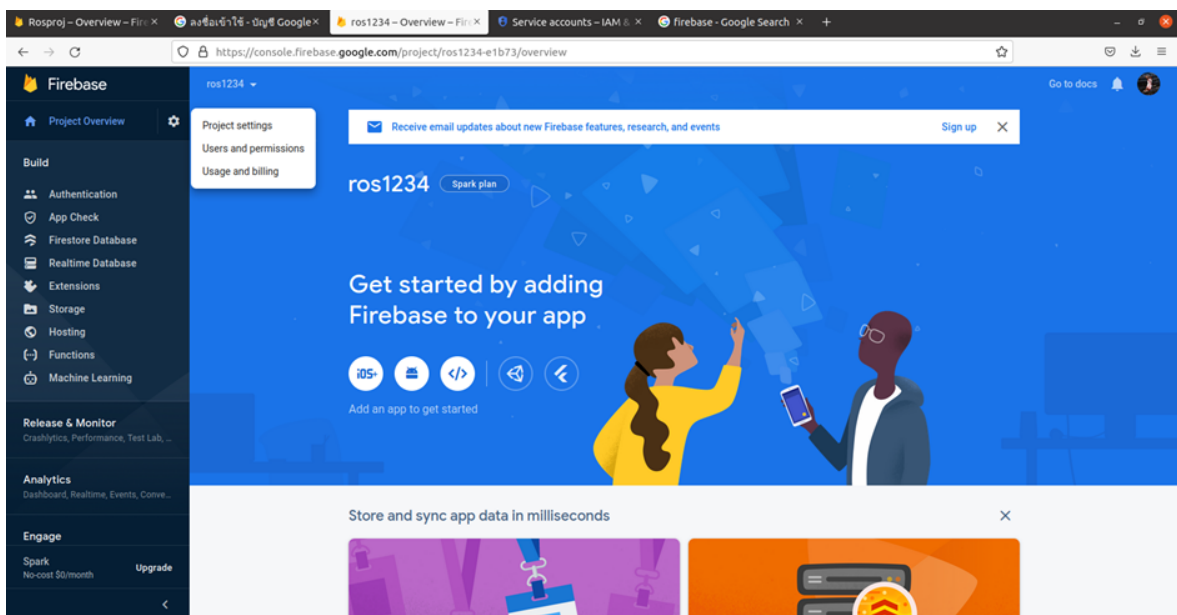 Rosproj – Overview – Fire
ลงชื่อเข้าใช้ - บัญชี Google
ros1234 – Overview – Fire
Service accounts – IAM &
firebase - Google Search
https://console.firebase.google.com/project/ros1234-e1b73/overview
Firebase
ros1234
Go to docs
Project Overview
Project settings
Users and permissions
Usage and billing
Receive email updates about new Firebase features, research, and events
Sign up
Build
Authentication
App Check
Firestore Database
Realtime Database
Extensions
Storage
Hosting
Functions
Machine Learning
Release & Monitor
Crashlytics, Performance, Test Lab, ...
Analytics
Dashboard, Realtime, Events, Conve...
Engage
Spark
No-cost $0/month
Upgrade
ros1234
Spark plan
Get started by adding
Firebase to your app
iOS+
Add an app to get started
Store and sync app data in milliseconds